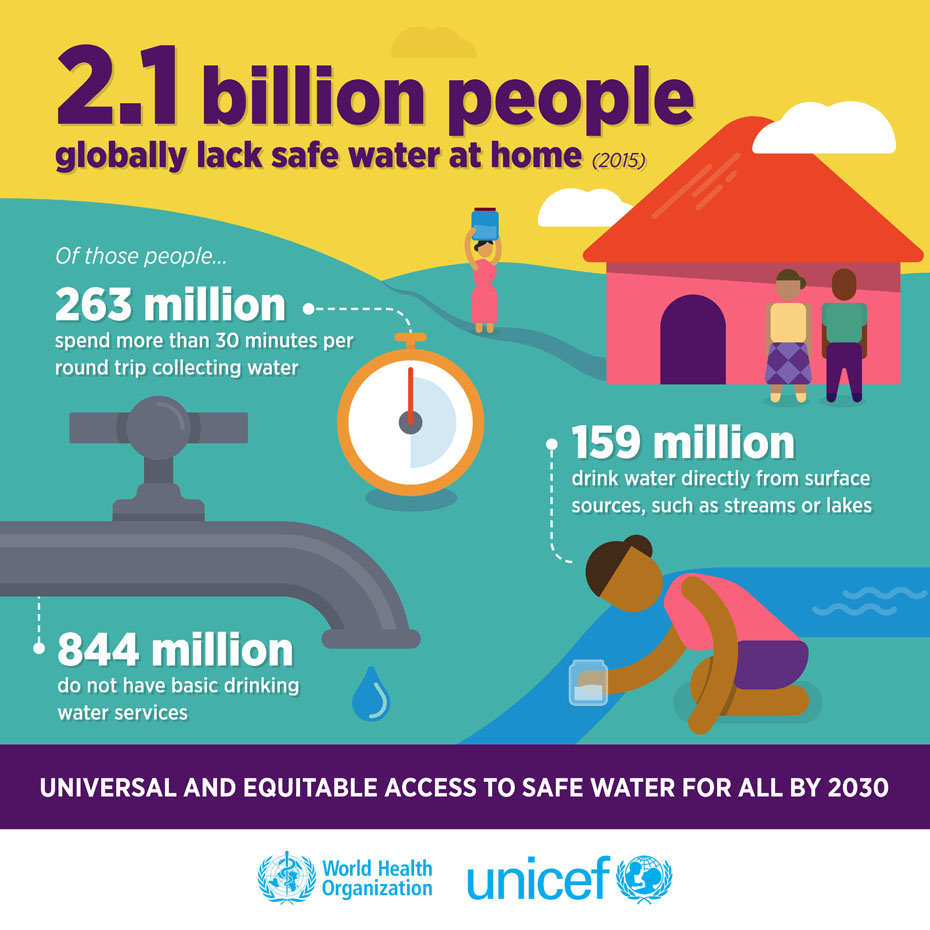 2.1 billion people
globally lack safe water at home (2015)
Of those people...
263 million
spend more than 30 minutes per
round trip collecting water
159 million
drink water directly from surface
sources, such as streams or lakes
844 million
do not have basic drinking
water services
UNIVERSAL AND EQUITABLE ACCESS TO SAFE WATER FOR ALL BY 2030
World Health
Organization
unicef